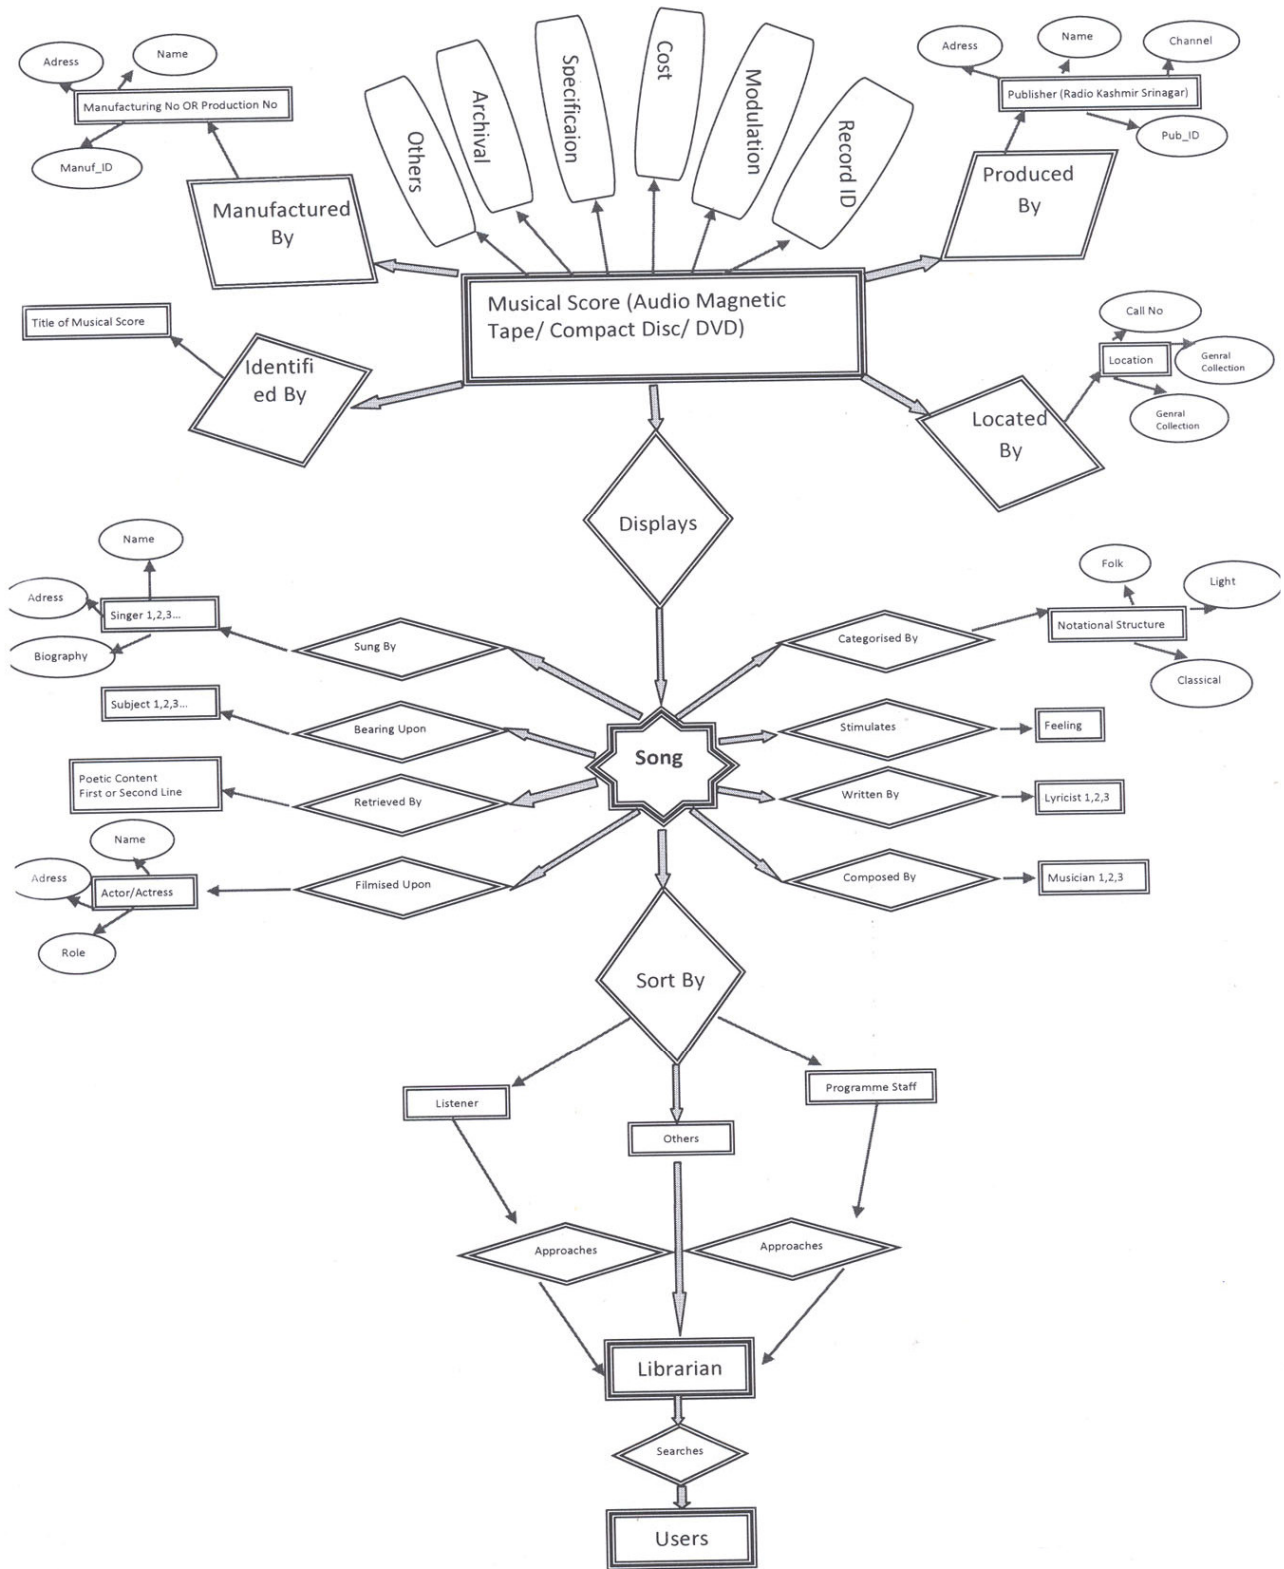 Adress
Name
Manufacturing No OR Production No
Manuf_ID
Manufactured
By
Others
Archival
Specificaion
Cost
Modulation
Record ID
Adress
Name
Channel
Publisher (Radio Kashmir Srinagar)
Pub_ID
Produced
By
Musical Score (Audio Magnetic
Tape/ Compact Disc/ DVD)
Title of Musical Score
Identifi
ed By
Call No
Location
Genral
Collection
Genral
Collection
Located
By
Displays
Name
Adress
Singer 1,2,3...
Biography
Sung By
Categorised By
Folk
Light
Notational Structure
Classical
Subject 1,2,3...
Bearing Upon
Song
Stimulates
Feeling
Poetic Content
First or Second Line
Retrieved By
Written By
Lyricist 1,2,3
Name
Adress
Actor/Actress
Role
Filmised Upon
Composed By
Musician 1,2,3
Sort By
Listener
Programme Staff
Others
Approaches
Approaches
Librarian
Searches
Users